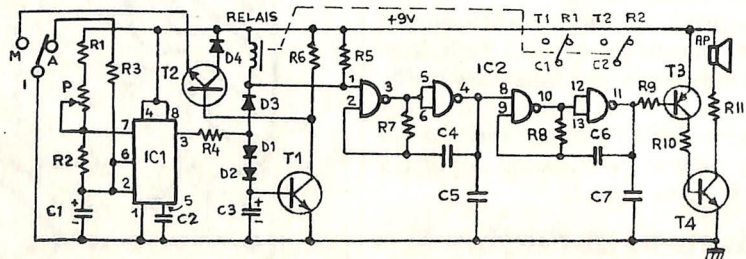 RELAIS +9V T1 R1 T2 R2
M A R1 R3 T2 D4 R6 R5 C1 C2 HP
I P D3 1 2 3 5 6 4 IC2 8 9 10 12 13 11 R9 T3
4 8 7 3 R4 D1 T1 R7 C4 R8 C6 R10 R11
R2 6 IC1 D2
2 C5 C7 T4
C1 + - 1 5 C2 C3 + -